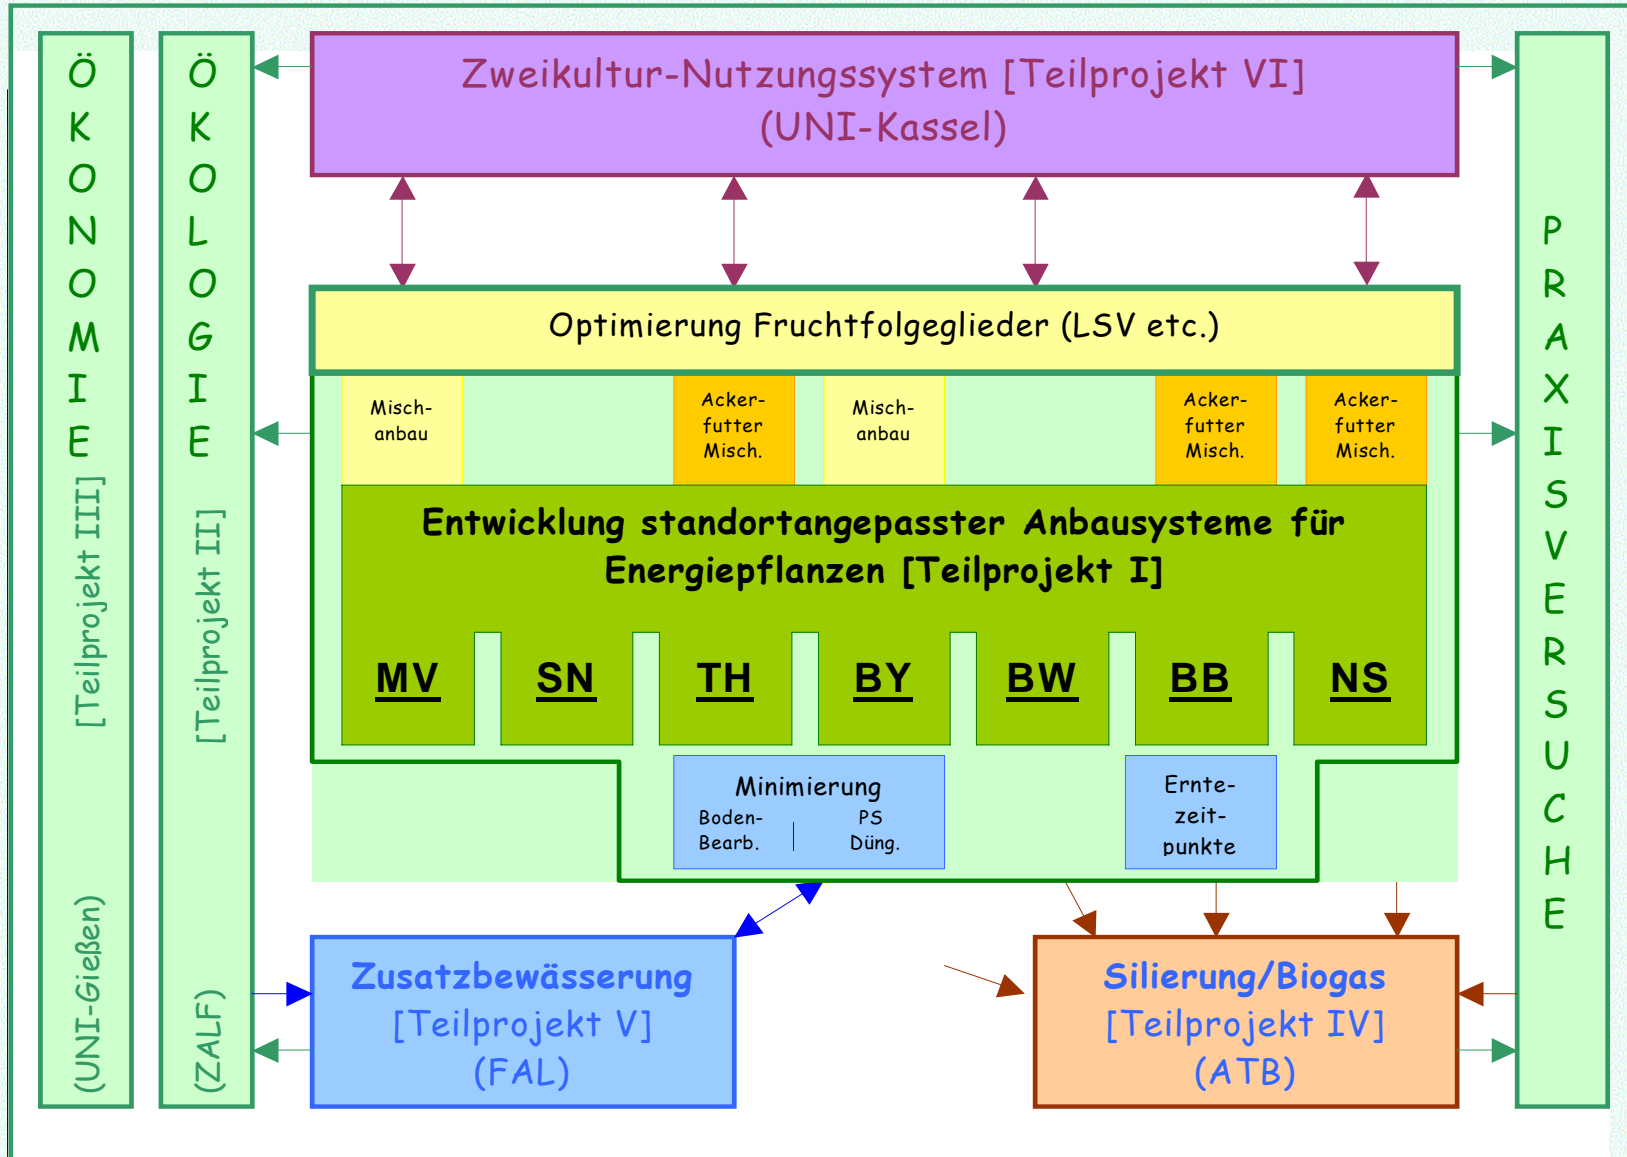 ÖKONOMIE
[Teilprojekt III]
(UNI-Gießen)
ÖKOLOGIE
[Teilprojekt II]
(ZALF)
Zweikultur-Nutzungssystem [Teilprojekt VI]
(UNI-Kassel)
Optimierung Fruchtfolgeglieder (LSV etc.)
Misch-
anbau
Acker-
futter
Misch.
Misch-
anbau
Acker-
futter
Misch.
Acker-
futter
Misch.
Entwicklung standortangepasster Anbausysteme für
Energiepflanzen [Teilprojekt I]
MV SN TH BY BW BB NS
Minimierung
Boden-
Bearb.
PS
Düng.
Ernte-
zeit-
punkte
Zusatzbewässerung
[Teilprojekt V]
(FAL)
Silierung/Biogas
[Teilprojekt IV]
(ATB)
PRAXISVERSUCHE